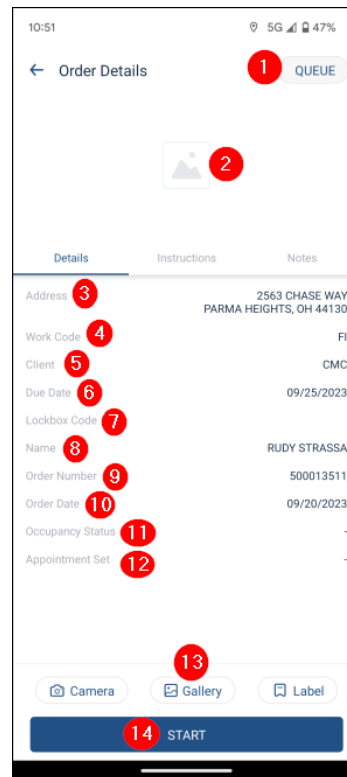 10:51 5G 47%
← Order Details 1 QUEUE
2
Details Instructions Notes
Address 3 2563 CHASE WAY
PARMA HEIGHTS, OH 44130
Work Code 4 FI
Client 5 CMC
Due Date 6 09/25/2023
Lockbox Code 7
Name 8 RUDY STRASSA
Order Number 9 500013511
Order Date 10 09/20/2023
Occupancy Status 11 -
Appointment Set 12 -
13
Camera Gallery Label
14 START